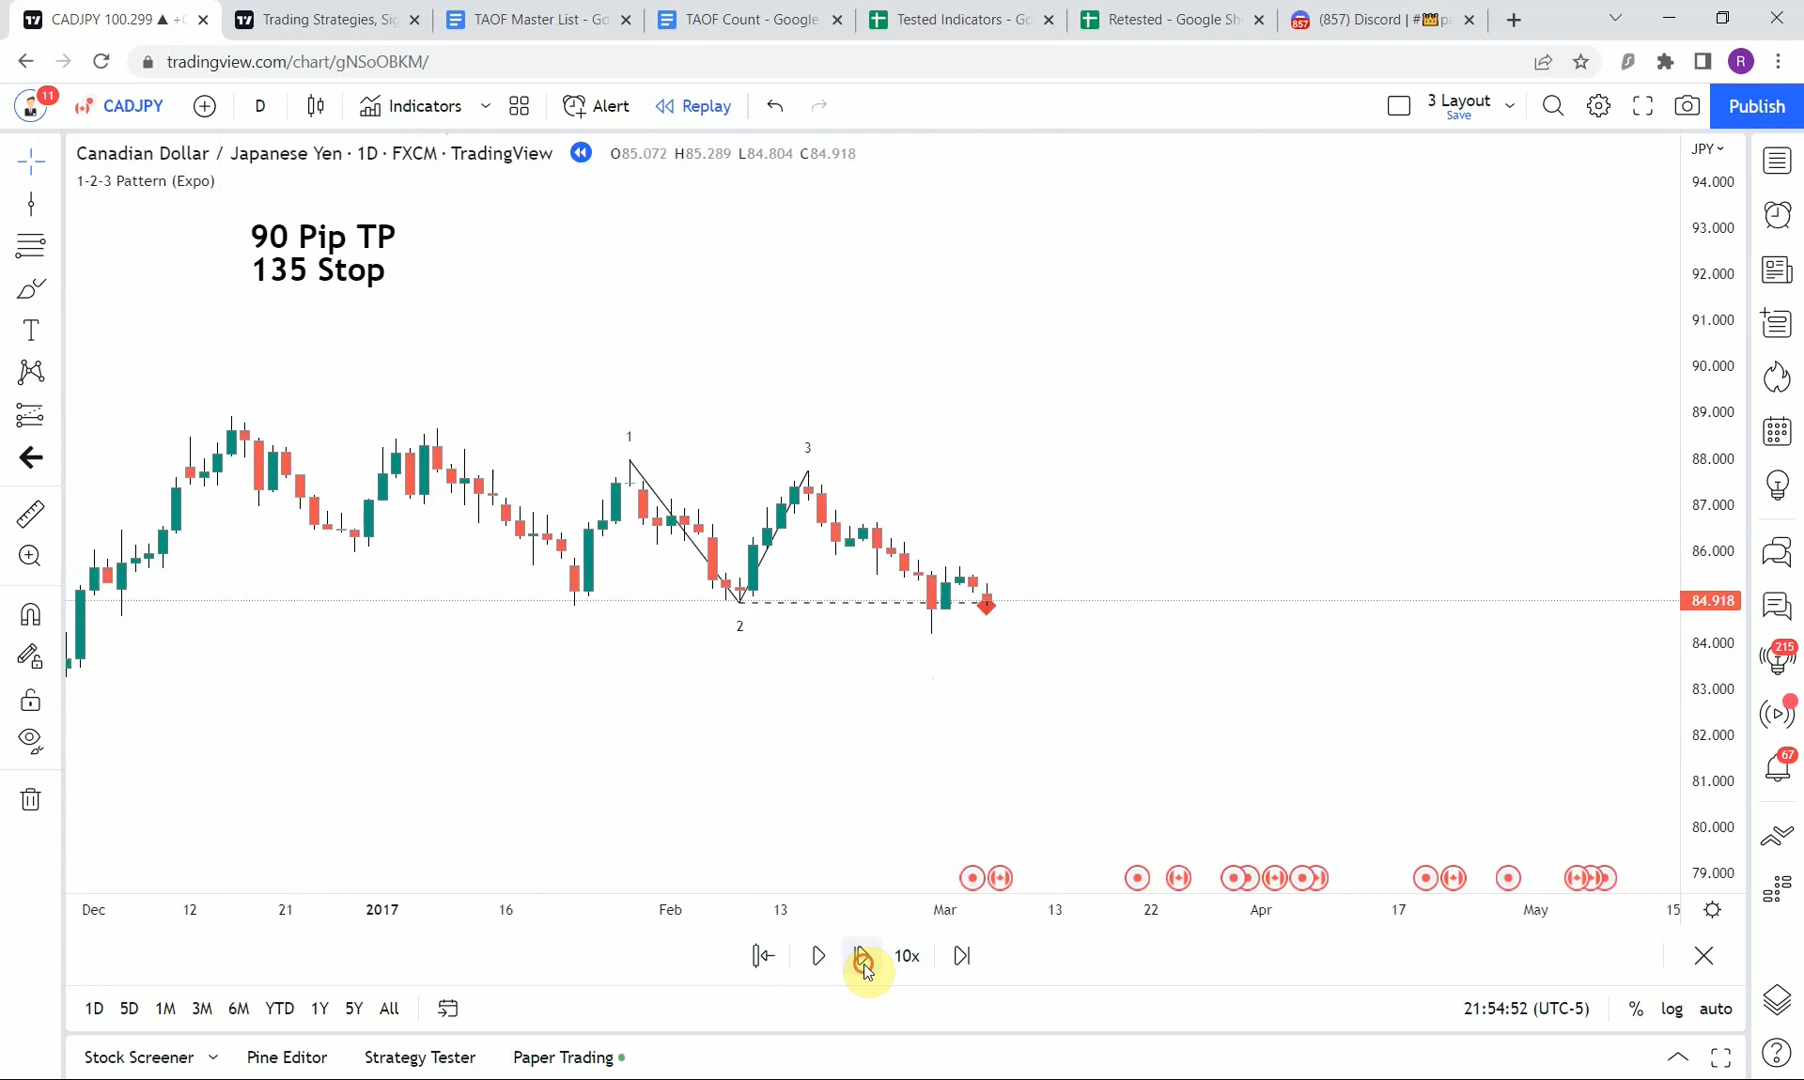 CADJPY 100.299 ▲ +0
Trading Strategies, Sig
TAOF Master List - Go
TAOF Count - Google
Tested Indicators - Go
Retested - Google She
(857) Discord | #
857
tradingview.com/chart/gNSoOBKM/
R
11
CADJPY
D
Indicators
Alert
Replay
3 Layout
Save
Publish
Canadian Dollar / Japanese Yen · 1D · FXCM · TradingView
O85.072 H85.289 L84.804 C84.918
JPY
1-2-3 Pattern (Expo)
90 Pip TP
135 Stop
94.000
93.000
92.000
91.000
90.000
89.000
88.000
87.000
86.000
84.918
84.000
83.000
82.000
81.000
80.000
79.000
1
3
2
215
67
Dec 12 21 2017 16 Feb 13 Mar 13 22 Apr 17 May 15
10x
1D 5D 1M 3M 6M YTD 1Y 5Y All
21:54:52 (UTC-5) % log auto
Stock Screener Pine Editor Strategy Tester Paper Trading